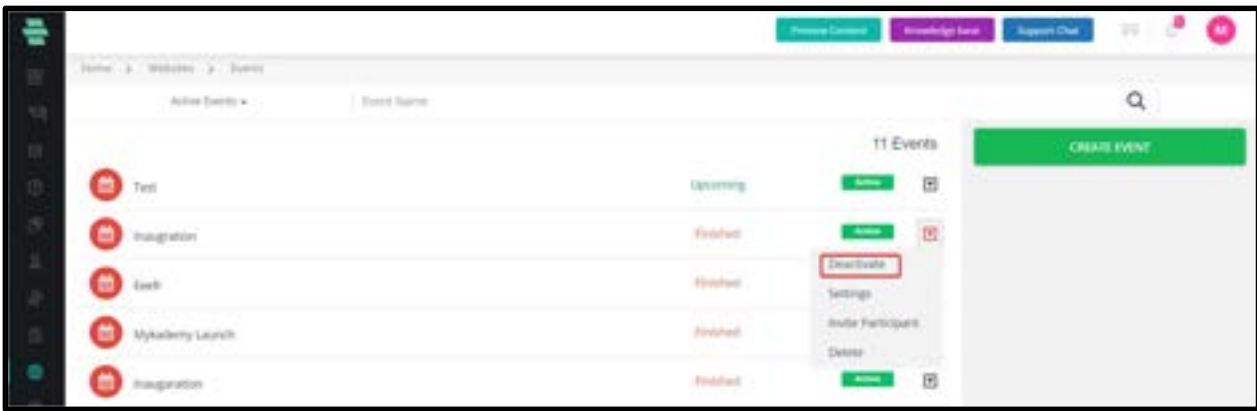 Preview Content Knowledge base Support Chat M
Home > Websites > Events
Active Events Event Name
11 Events
CREATE EVENT
Test Upcoming Active
Inaugration Finished Active
Deactivate
Finished
Settings
Invite Participant
Mykademy Launch Finished
Delete
Inauguration Finished Active